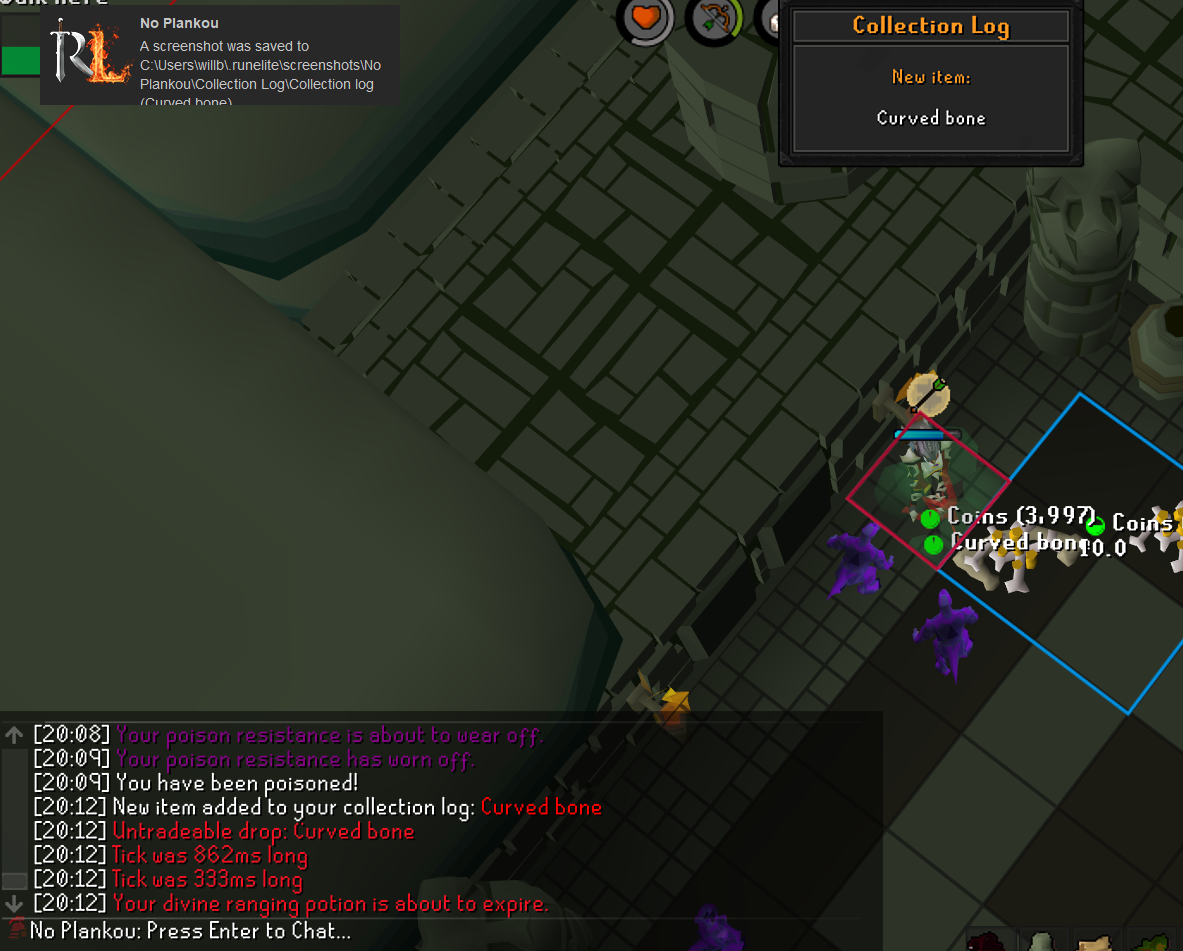 No Plankou
A screenshot was saved to
C:\Users\willb\.runelite\screenshots\No
Plankou\Collection Log\Collection log
(Curved bone)
RL
Collection Log
New item:
Curved bone
Coins (3,997)
Coins
Curved bone
10.0
[20:08] Your poison resistance is about to wear off.
[20:09] Your poison resistance has worn off.
[20:09] You have been poisoned!
[20:12] New item added to your collection log: Curved bone
[20:12] Untradeable drop: Curved bone
[20:12] Tick was 862ms long
[20:12] Tick was 333ms long
[20:12] Your divine ranging potion is about to expire.
No Plankou: Press Enter to Chat...